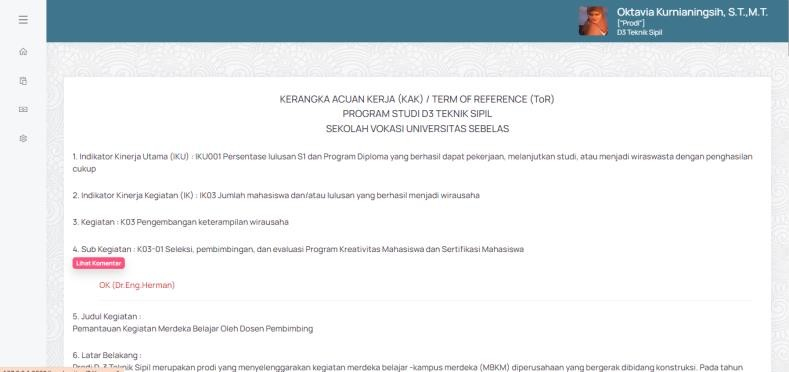 Oktavia Kurnianingsih, S.T.,M.T.
["Prodi"]
D3 Teknik Sipil
KERANGKA ACUAN KERJA (KAK) / TERM OF REFERENCE (ToR)
PROGRAM STUDI D3 TEKNIK SIPIL
SEKOLAH VOKASI UNIVERSITAS SEBELAS
1. Indikator Kinerja Utama (IKU) : IKU001 Persentase lulusan S1 dan Program Diploma yang berhasil dapat pekerjaan, melanjutkan studi, atau menjadi wiraswasta dengan penghasilan
cukup
2. Indikator Kinerja Kegiatan (IK) : IK03 Jumlah mahasiswa dan/atau lulusan yang berhasil menjadi wirausaha
3. Kegiatan : K03 Pengembangan keterampilan wirausaha
4. Sub Kegiatan : K03-01 Seleksi, pembimbingan, dan evaluasi Program Kreativitas Mahasiswa dan Sertifikasi Mahasiswa
Lihat Komentar
OK (Dr.Eng.Herman)
5. Judul Kegiatan :
Pemantauan Kegiatan Merdeka Belajar Oleh Dosen Pembimbing
6. Latar Belakang :
Prodi D-3 Teknik Sipil merupakan prodi yang menyelenggarakan kegiatan merdeka belajar -kampus merdeka (MBKM) diperusahaan yang bergerak dibidang konstruksi. Pada tahun